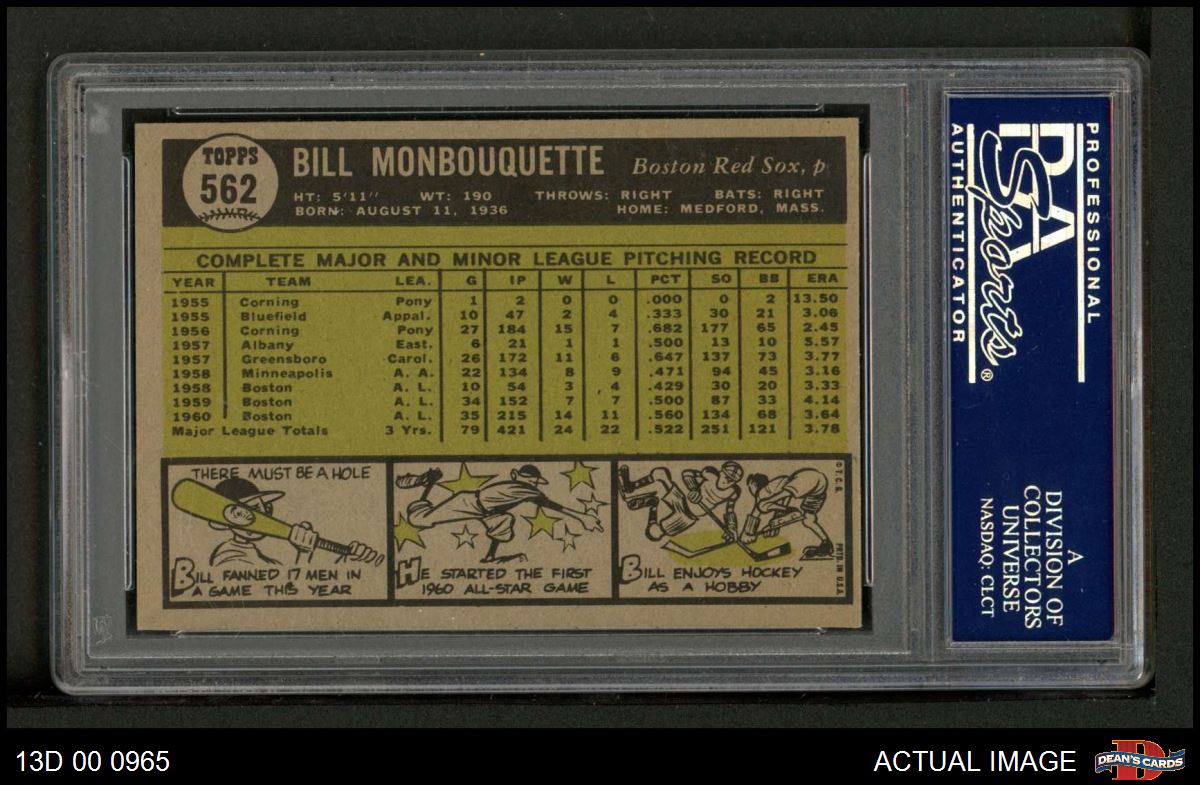 TOPPS
562
BILL MONBOUQUETTE Boston Red Sox, p
HT: 5'11" WT: 190 THROWS: RIGHT BATS: RIGHT
BORN: AUGUST 11, 1936 HOME: MEDFORD, MASS.
COMPLETE MAJOR AND MINOR LEAGUE PITCHING RECORD
YEAR TEAM LEA. G IP W L PCT SO BB ERA
1955 Corning Pony 1 2 0 0 .000 0 2 13.50
1955 Bluefield Appal. 10 47 2 4 .333 30 21 3.06
1956 Corning Pony 27 184 15 7 .682 177 65 2.45
1957 Albany East. 6 21 1 1 .500 13 10 5.57
1957 Greensboro Carol. 26 172 11 6 .647 137 73 3.77
1958 Minneapolis A. A. 22 134 8 9 .471 94 45 3.16
1958 Boston A. L. 10 54 3 4 .429 30 20 3.33
1959 Boston A. L. 34 152 7 7 .500 87 33 4.14
1960 Boston A. L. 35 215 14 11 .560 134 68 3.64
Major League Totals 3 Yrs. 79 421 24 22 .522 251 121 3.78
THERE MUST BE A HOLE
BILL FANNED 17 MEN IN
A GAME THIS YEAR
HE STARTED THE FIRST
1960 ALL-STAR GAME
BILL ENJOYS HOCKEY
AS A HOBBY
© T.C.G.
PRTD. IN U.S.A.
PROFESSIONAL
PSA
Sports®
AUTHENTICATOR
A
DIVISION OF
COLLECTORS
UNIVERSE
NASDAQ: CLCT
13D 00 0965
ACTUAL IMAGE
D
DEAN'S CARDS